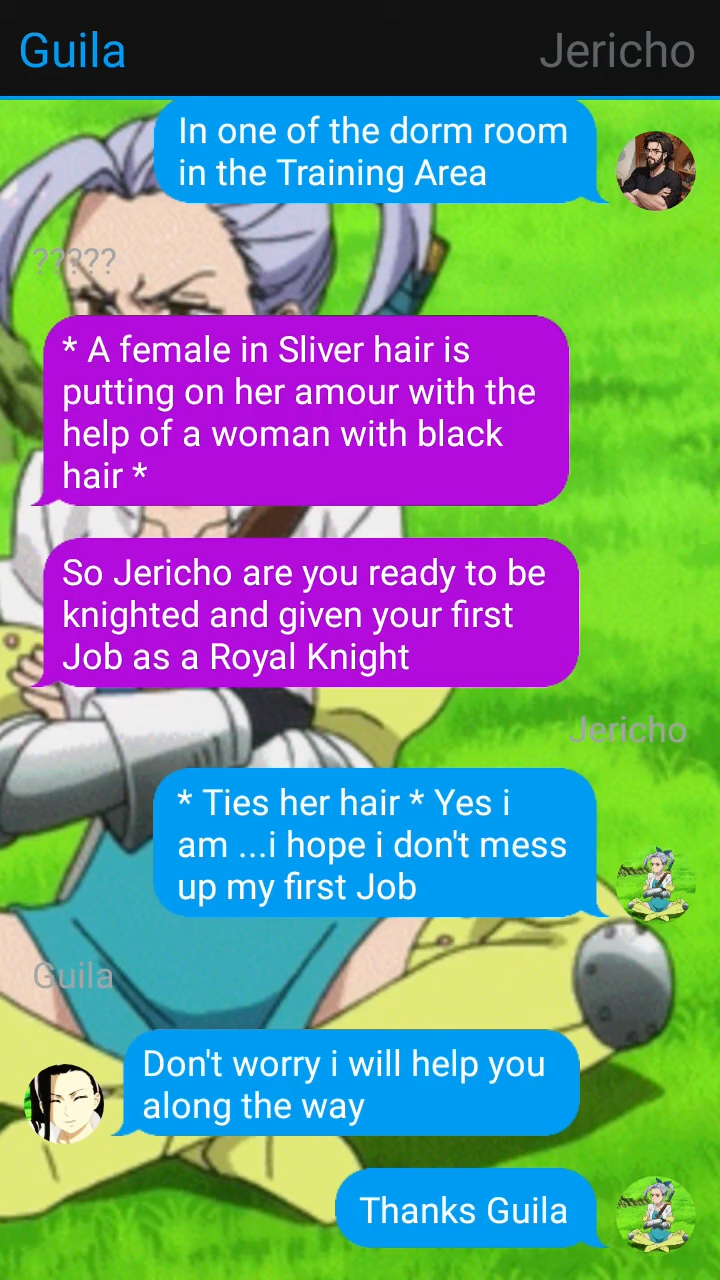 Guila
Jericho
In one of the dorm room
in the Training Area
?????
* A female in Sliver hair is
putting on her amour with the
help of a woman with black
hair *
So Jericho are you ready to be
knighted and given your first
Job as a Royal Knight
Jericho
* Ties her hair * Yes i
am ...i hope i don't mess
up my first Job
Guila
Don't worry i will help you
along the way
Thanks Guila